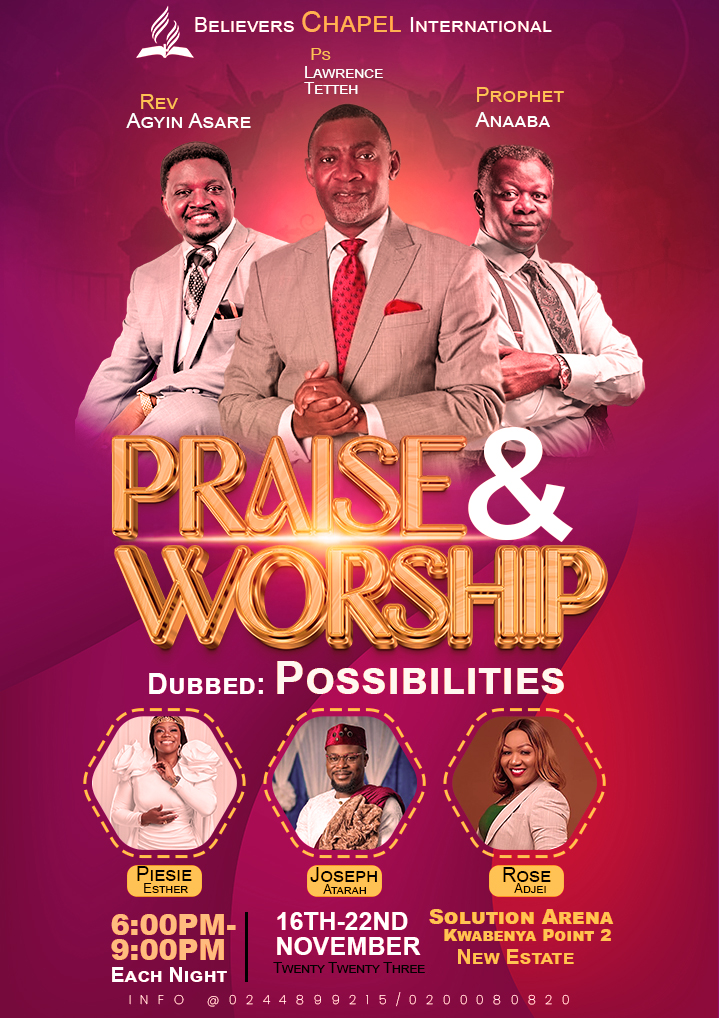 Believers Chapel International
Ps
Lawrence
Tetteh
Rev
Agyin Asare
Prophet
Anaaba
PRAISE &
WORSHIP
Dubbed: Possibilities
Piesie
Esther
Joseph
Atarah
Rose
Adjei
6:00PM-
9:00PM
Each Night
16TH-22ND
NOVEMBER
Twenty Twenty Three
Solution Arena
Kwabenya Point 2
New Estate
INFO @0244899215/0200080820